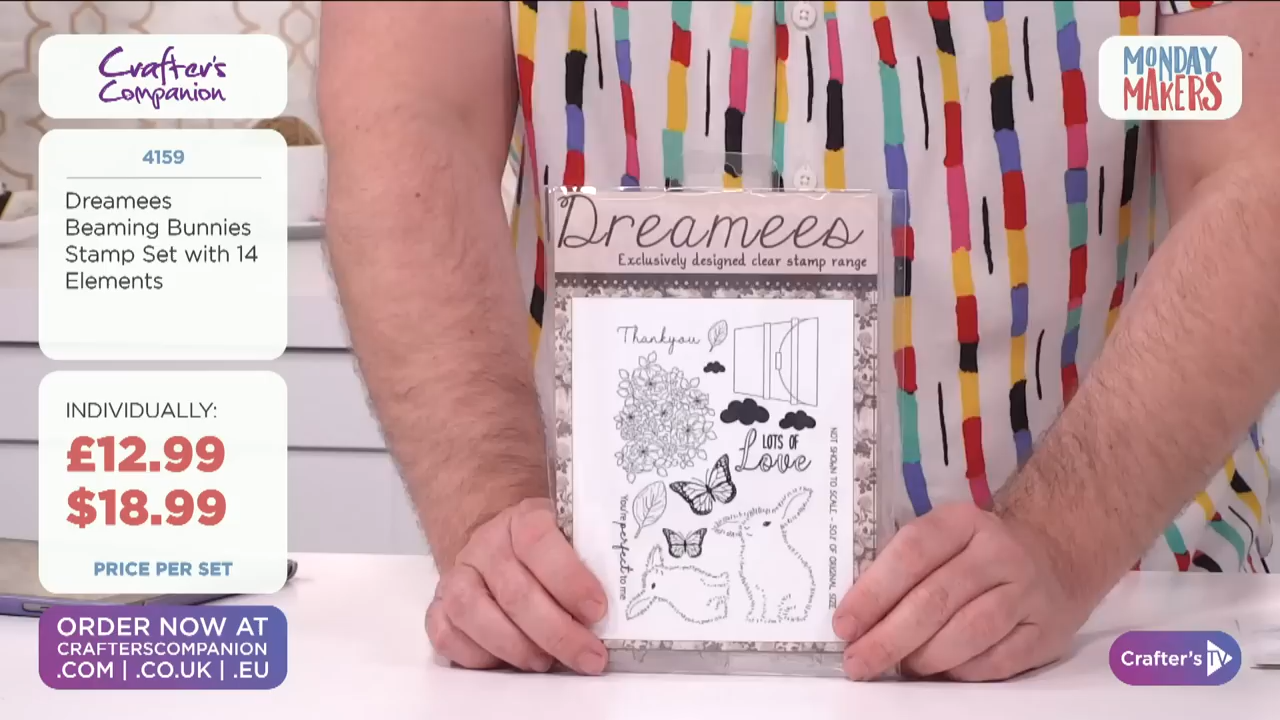 Crafter's
Companion
4159
Dreamees
Beaming Bunnies
Stamp Set with 14
Elements
INDIVIDUALLY:
£12.99
$18.99
PRICE PER SET
ORDER NOW AT
CRAFTERSCOMPANION
.COM | .CO.UK | .EU
MONDAY
MAKERS
Dreamees
Exclusively designed clear stamp range
Thankyou
LOTS OF
Love
You're perfect to me
NOT SHOWN TO SCALE - 50% OF ORIGINAL SIZE
Crafter's TV